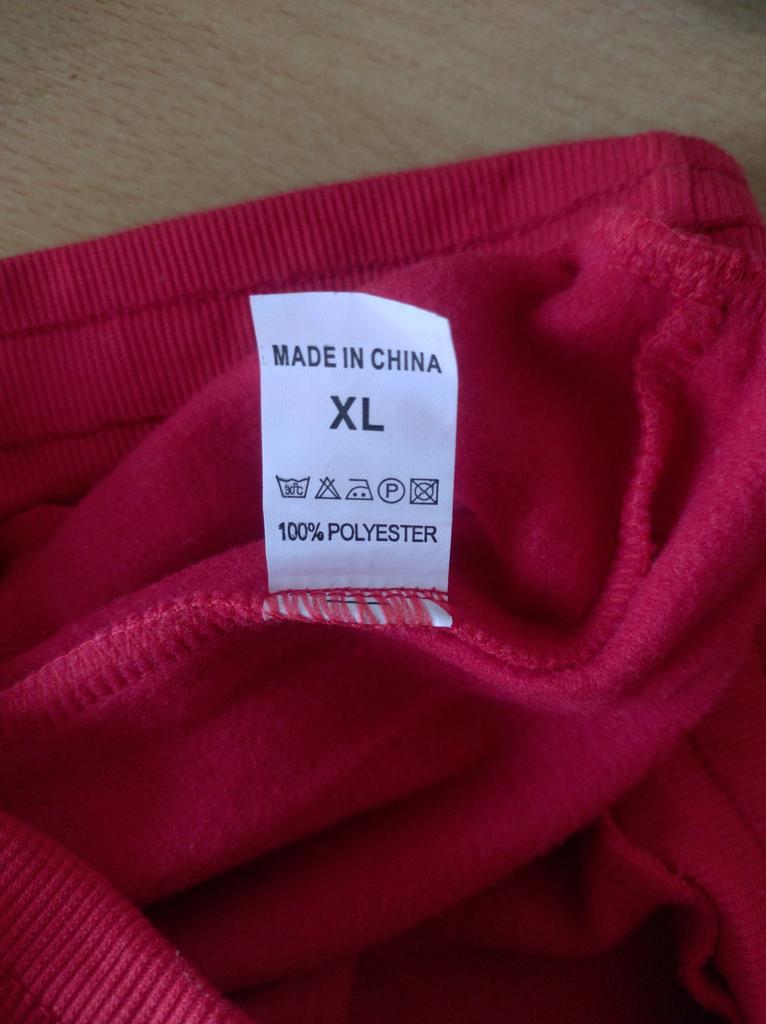 MADE IN CHINA
XL
30°C P
100% POLYESTER